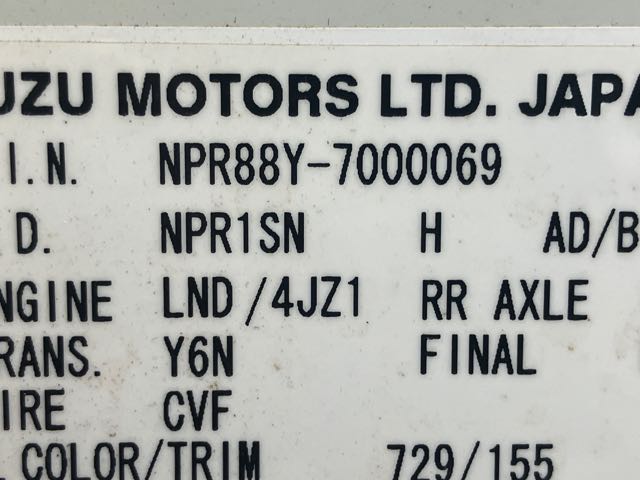 UZU MOTORS LTD. JAPA
I.N. NPR88Y-7000069
D. NPR1SN H AD/B
NGINE LND/4JZ1 RR AXLE
RANS. Y6N FINAL
IRE CVF
COLOR/TRIM 729/155